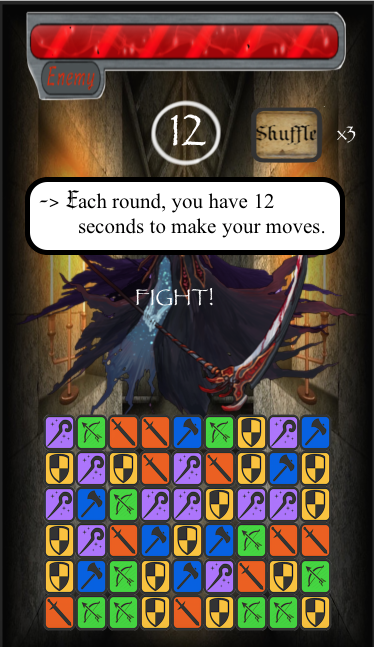 Enemy
12
Shuffle
x3
-> Each round, you have 12
seconds to make your moves.
FIGHT!